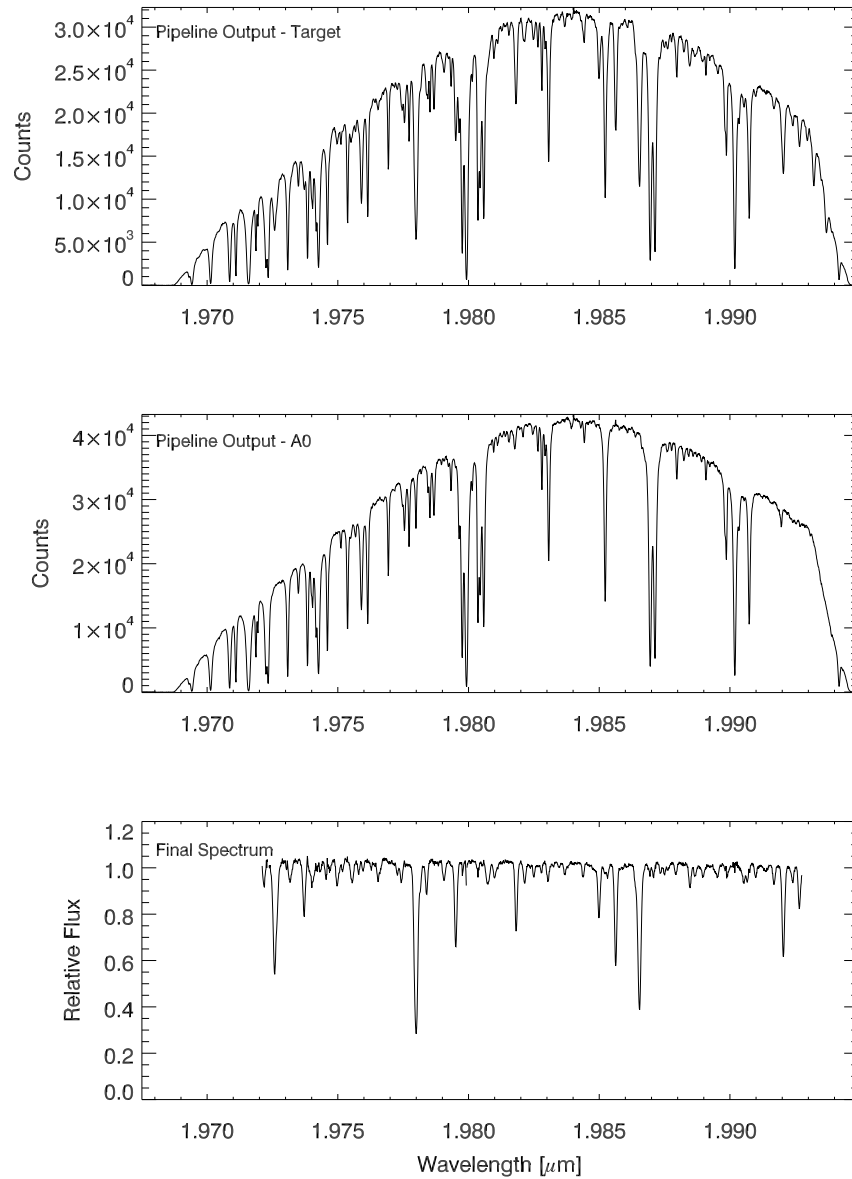 Pipeline Output - Target
3.0×10⁴
2.5×10⁴
2.0×10⁴
1.5×10⁴
1.0×10⁴
5.0×10³
0
Counts
1.970 1.975 1.980 1.985 1.990
Pipeline Output - A0
4×10⁴
3×10⁴
2×10⁴
1×10⁴
0
Counts
1.970 1.975 1.980 1.985 1.990
Final Spectrum
1.2
1.0
0.8
0.6
0.4
0.2
0.0
Relative Flux
1.970 1.975 1.980 1.985 1.990
Wavelength [μm]